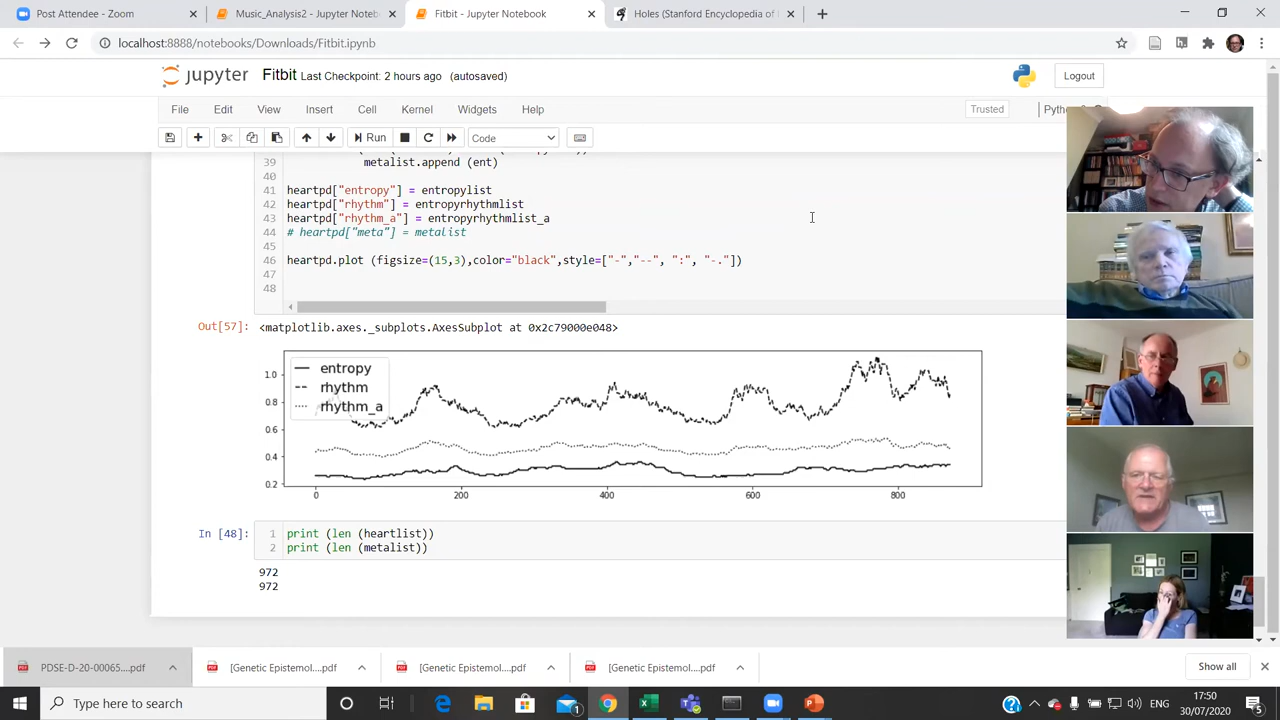 Post Attendee - Zoom
Music_Analysis2 - Jupyter Noteb
Fitbit - Jupyter Notebook
Holes (Stanford Encyclopedia of
localhost:8888/notebooks/Downloads/Fitbit.ipynb
jupyter Fitbit Last Checkpoint: 2 hours ago (autosaved)
Logout
File Edit View Insert Cell Kernel Widgets Help
Trusted
Run
Code
39 metalist.append (ent)
40
41 heartpd["entropy"] = entropylist
42 heartpd["rhythm"] = entropyrhythmlist
43 heartpd["rhythm_a"] = entropyrhythmlist_a
44 # heartpd["meta"] = metalist
45
46 heartpd.plot (figsize=(15,3),color="black",style=["-","--", ":", "-."])
47
48
Out[57]: <matplotlib.axes._subplots.AxesSubplot at 0x2c79000e048>
entropy
rhythm
rhythm_a
1.0
0.8
0.6
0.4
0.2
0 200 400 600 800
In [48]: 1 print (len (heartlist))
2 print (len (metalist))
972
972
PDSE-D-20-00065....pdf
[Genetic Epistemol....pdf
[Genetic Epistemol....pdf
[Genetic Epistemol....pdf
Show all
Type here to search
ENG
17:50
30/07/2020